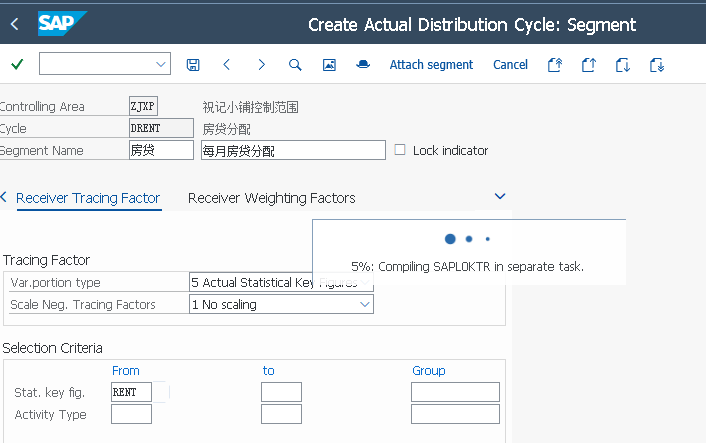 SAP Create Actual Distribution Cycle: Segment
Attach segment Cancel
Controlling Area ZJXP 祝记小铺控制范围
Cycle DRENT 房贷分配
Segment Name 房贷 每月房贷分配 Lock indicator
Receiver Tracing Factor Receiver Weighting Factors
5%: Compiling SAPL0KTR in separate task.
Tracing Factor
Var.portion type 5 Actual Statistical Key Figures
Scale Neg. Tracing Factors 1 No scaling
Selection Criteria
From to Group
Stat. key fig. RENT
Activity Type